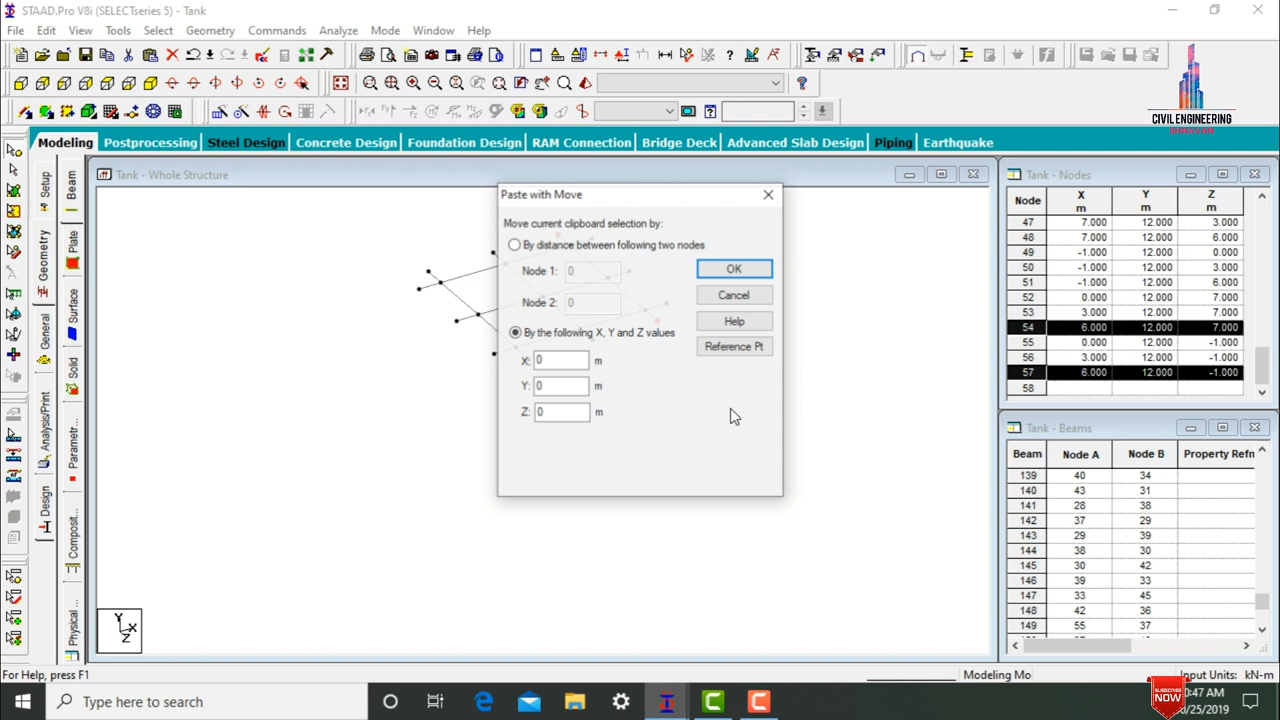 STAAD.Pro V8i (SELECTseries 5) - Tank
File Edit View Tools Select Geometry Commands Analyze Mode Window Help
CIVIL ENGINEERING
Modeling Postprocessing Steel Design Concrete Design Foundation Design RAM Connection Bridge Deck Advanced Slab Design Piping Earthquake
Setup
Geometry
General
Analysis/Print
Design
Beam
Plate
Surface
Solid
Parametr...
Composit...
Physical
Tank - Whole Structure
Paste with Move
Move current clipboard selection by:
By distance between following two nodes
Node 1: 0
Node 2: 0
By the following X, Y and Z values
X: 0 m
Y: 0 m
Z: 0 m
OK
Cancel
Help
Reference Pt
Y
X
Z
Tank - Nodes
Node X m Y m Z m
47 7.000 12.000 3.000
48 7.000 12.000 6.000
49 -1.000 12.000 0.000
50 -1.000 12.000 3.000
51 -1.000 12.000 6.000
52 0.000 12.000 7.000
53 3.000 12.000 7.000
54 6.000 12.000 7.000
55 0.000 12.000 -1.000
56 3.000 12.000 -1.000
57 6.000 12.000 -1.000
58
Tank - Beams
Beam Node A Node B Property Refn
139 40 34
140 43 31
141 28 38
142 37 29
143 29 39
144 38 30
145 30 42
146 39 33
147 33 45
148 42 36
149 55 37
For Help, press F1
Modeling Mo
Input Units: kN-m
Type here to search
SUBSCRIBE
NOW
0:47 AM
/25/2019